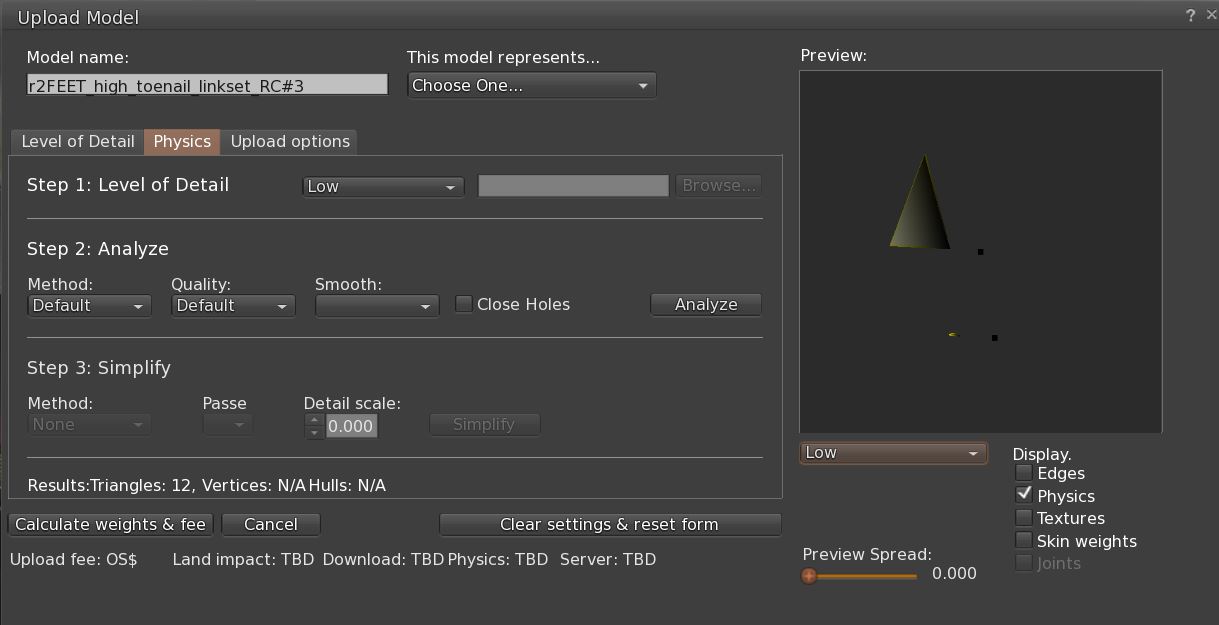 Upload Model ? ×
Model name: This model represents... Preview:
r2FEET_high_toenail_linkset_RC#3 Choose One...
Level of Detail Physics Upload options
Step 1: Level of Detail Low Browse...
Step 2: Analyze
Method: Quality: Smooth:
Default Default Close Holes Analyze
Step 3: Simplify
Method: Passe Detail scale:
None 0.000 Simplify
Results:Triangles: 12, Vertices: N/A Hulls: N/A
Calculate weights & fee Cancel Clear settings & reset form
Upload fee: OS$ Land impact: TBD Download: TBD Physics: TBD Server: TBD
Low Display.
Edges
Physics
Textures
Skin weights
Joints
Preview Spread: 0.000